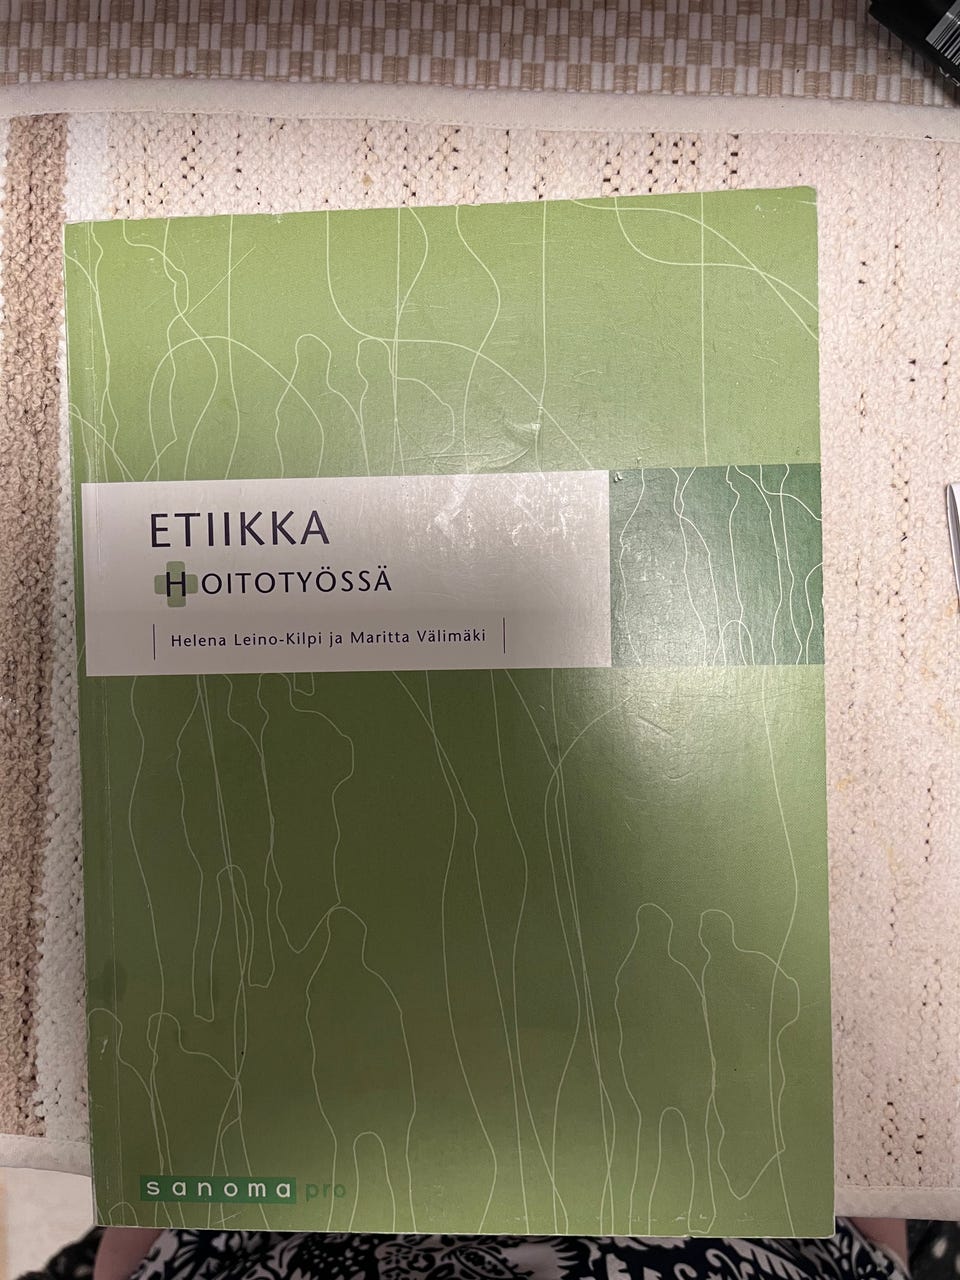 ETIIKKA
HOITOTYÖSSÄ
Helena Leino-Kilpi ja Maritta Välimäki
sanoma pro